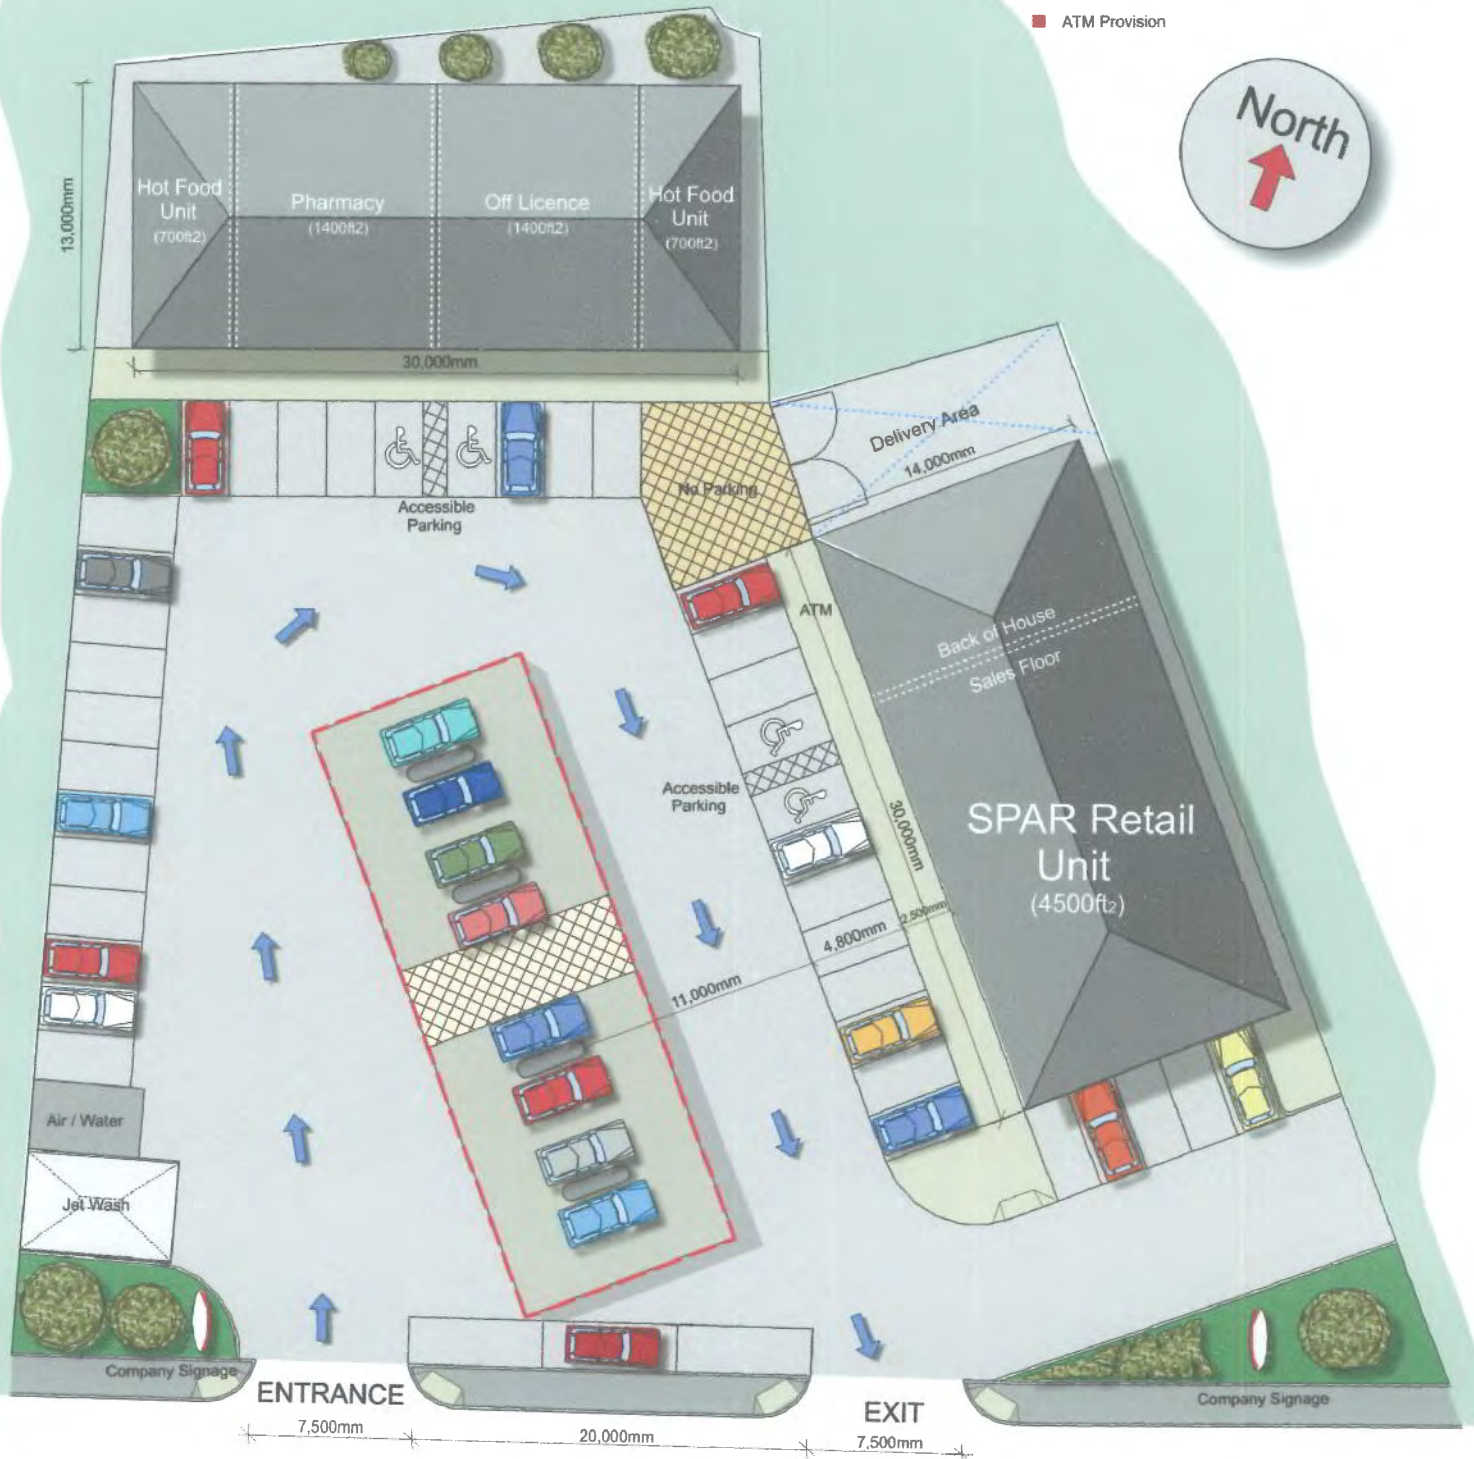 ATM Provision
North
Hot Food
Unit
(700ft2)
Pharmacy
(1400ft2)
Off Licence
(1400ft2)
Hot Food
Unit
(700ft2)
13,000mm
30,000mm
Delivery Area
14,000mm
No Parking
Accessible
Parking
ATM
Back of House
Sales Floor
Accessible
Parking
30,000mm
SPAR Retail
Unit
(4500ft2)
2,500mm
4,800mm
11,000mm
Air / Water
Jet Wash
Company Signage
ENTRANCE
7,500mm
20,000mm
EXIT
7,500mm
Company Signage